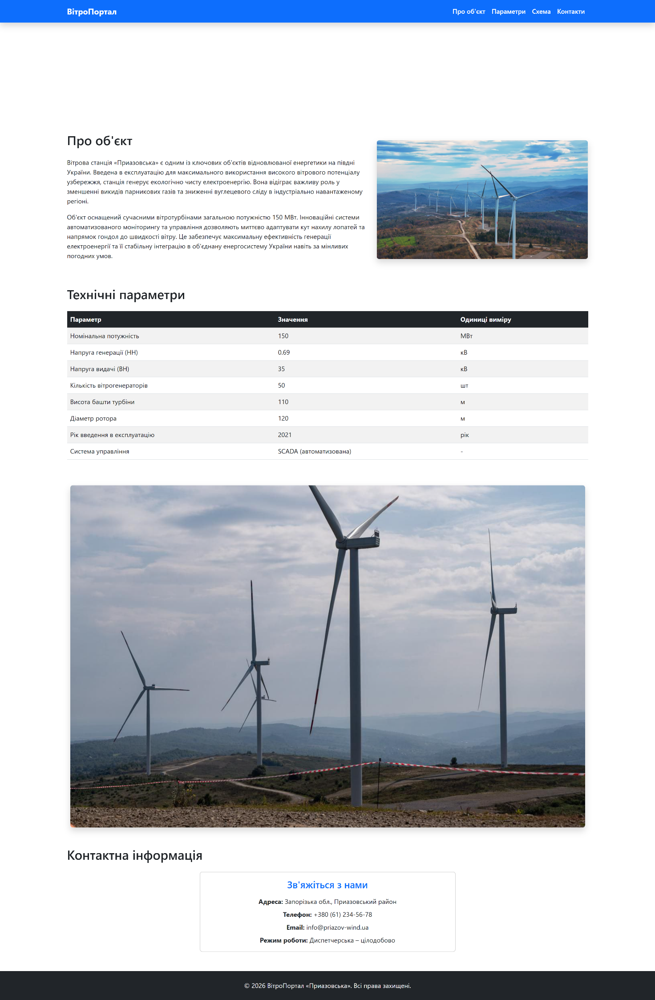 ВітроПортал
Про об'єкт Параметри Схема Контакти
Про об'єкт
Вітрова станція «Приазовська» є одним із ключових об'єктів відновлюваної енергетики на півдні
України. Введена в експлуатацію для максимального використання високого вітрового потенціалу
узбережжя, станція генерує екологічно чисту електроенергію. Вона відіграє важливу роль у
зменшенні викидів парникових газів та зниженні вуглецевого сліду в індустріально навантаженому
регіоні.
Об'єкт оснащений сучасними вітротурбінами загальною потужністю 150 МВт. Інноваційні системи
автоматизованого моніторингу та управління дозволяють миттєво адаптувати кут нахилу лопатей та
напрямок гондол до швидкості вітру. Це забезпечує максимальну ефективність генерації
електроенергії та її стабільну інтеграцію в об'єднану енергосистему України навіть за мінливих
погодних умов.
Технічні параметри
Параметр Значення Одиниці виміру
Номінальна потужність 150 МВт
Напруга генерації (НН) 0.69 кВ
Напруга видачі (ВН) 35 кВ
Кількість вітрогенераторів 50 шт
Висота башти турбіни 110 м
Діаметр ротора 120 м
Рік введення в експлуатацію 2021 рік
Система управління SCADA (автоматизована) -
Контактна інформація
Зв'яжіться з нами
Адреса: Запорізька обл., Приазовський район
Телефон: +380 (61) 234-56-78
Email: info@priazov-wind.ua
Режим роботи: Диспетчерська – цілодобово
© 2026 ВітроПортал «Приазовська». Всі права захищені.